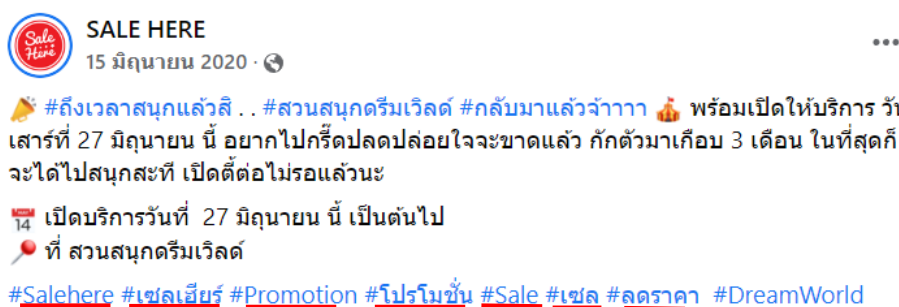 Sale Here
SALE HERE
15 มิถุนายน 2020 ·
#ถึงเวลาสนุกแล้วสิ . . #สวนสนุกดรีมเวิลด์ #กลับมาแล้วจ้าาาา พร้อมเปิดให้บริการ วัน
เสาร์ที่ 27 มิถุนายน นี้ อยากไปกรี๊ดปลดปล่อยใจจะขาดแล้ว กักตัวมาเกือบ 3 เดือน ในที่สุดก็
จะได้ไปสนุกสะที เปิดตี้ต่อไม่รอแล้วนะ
14 เปิดบริการวันที่ 27 มิถุนายน นี้ เป็นต้นไป
ที่ สวนสนุกดรีมเวิลด์
#Salehere #เซลเฮียร์ #Promotion #โปรโมชั่น #Sale #เซล #ลดราคา #DreamWorld